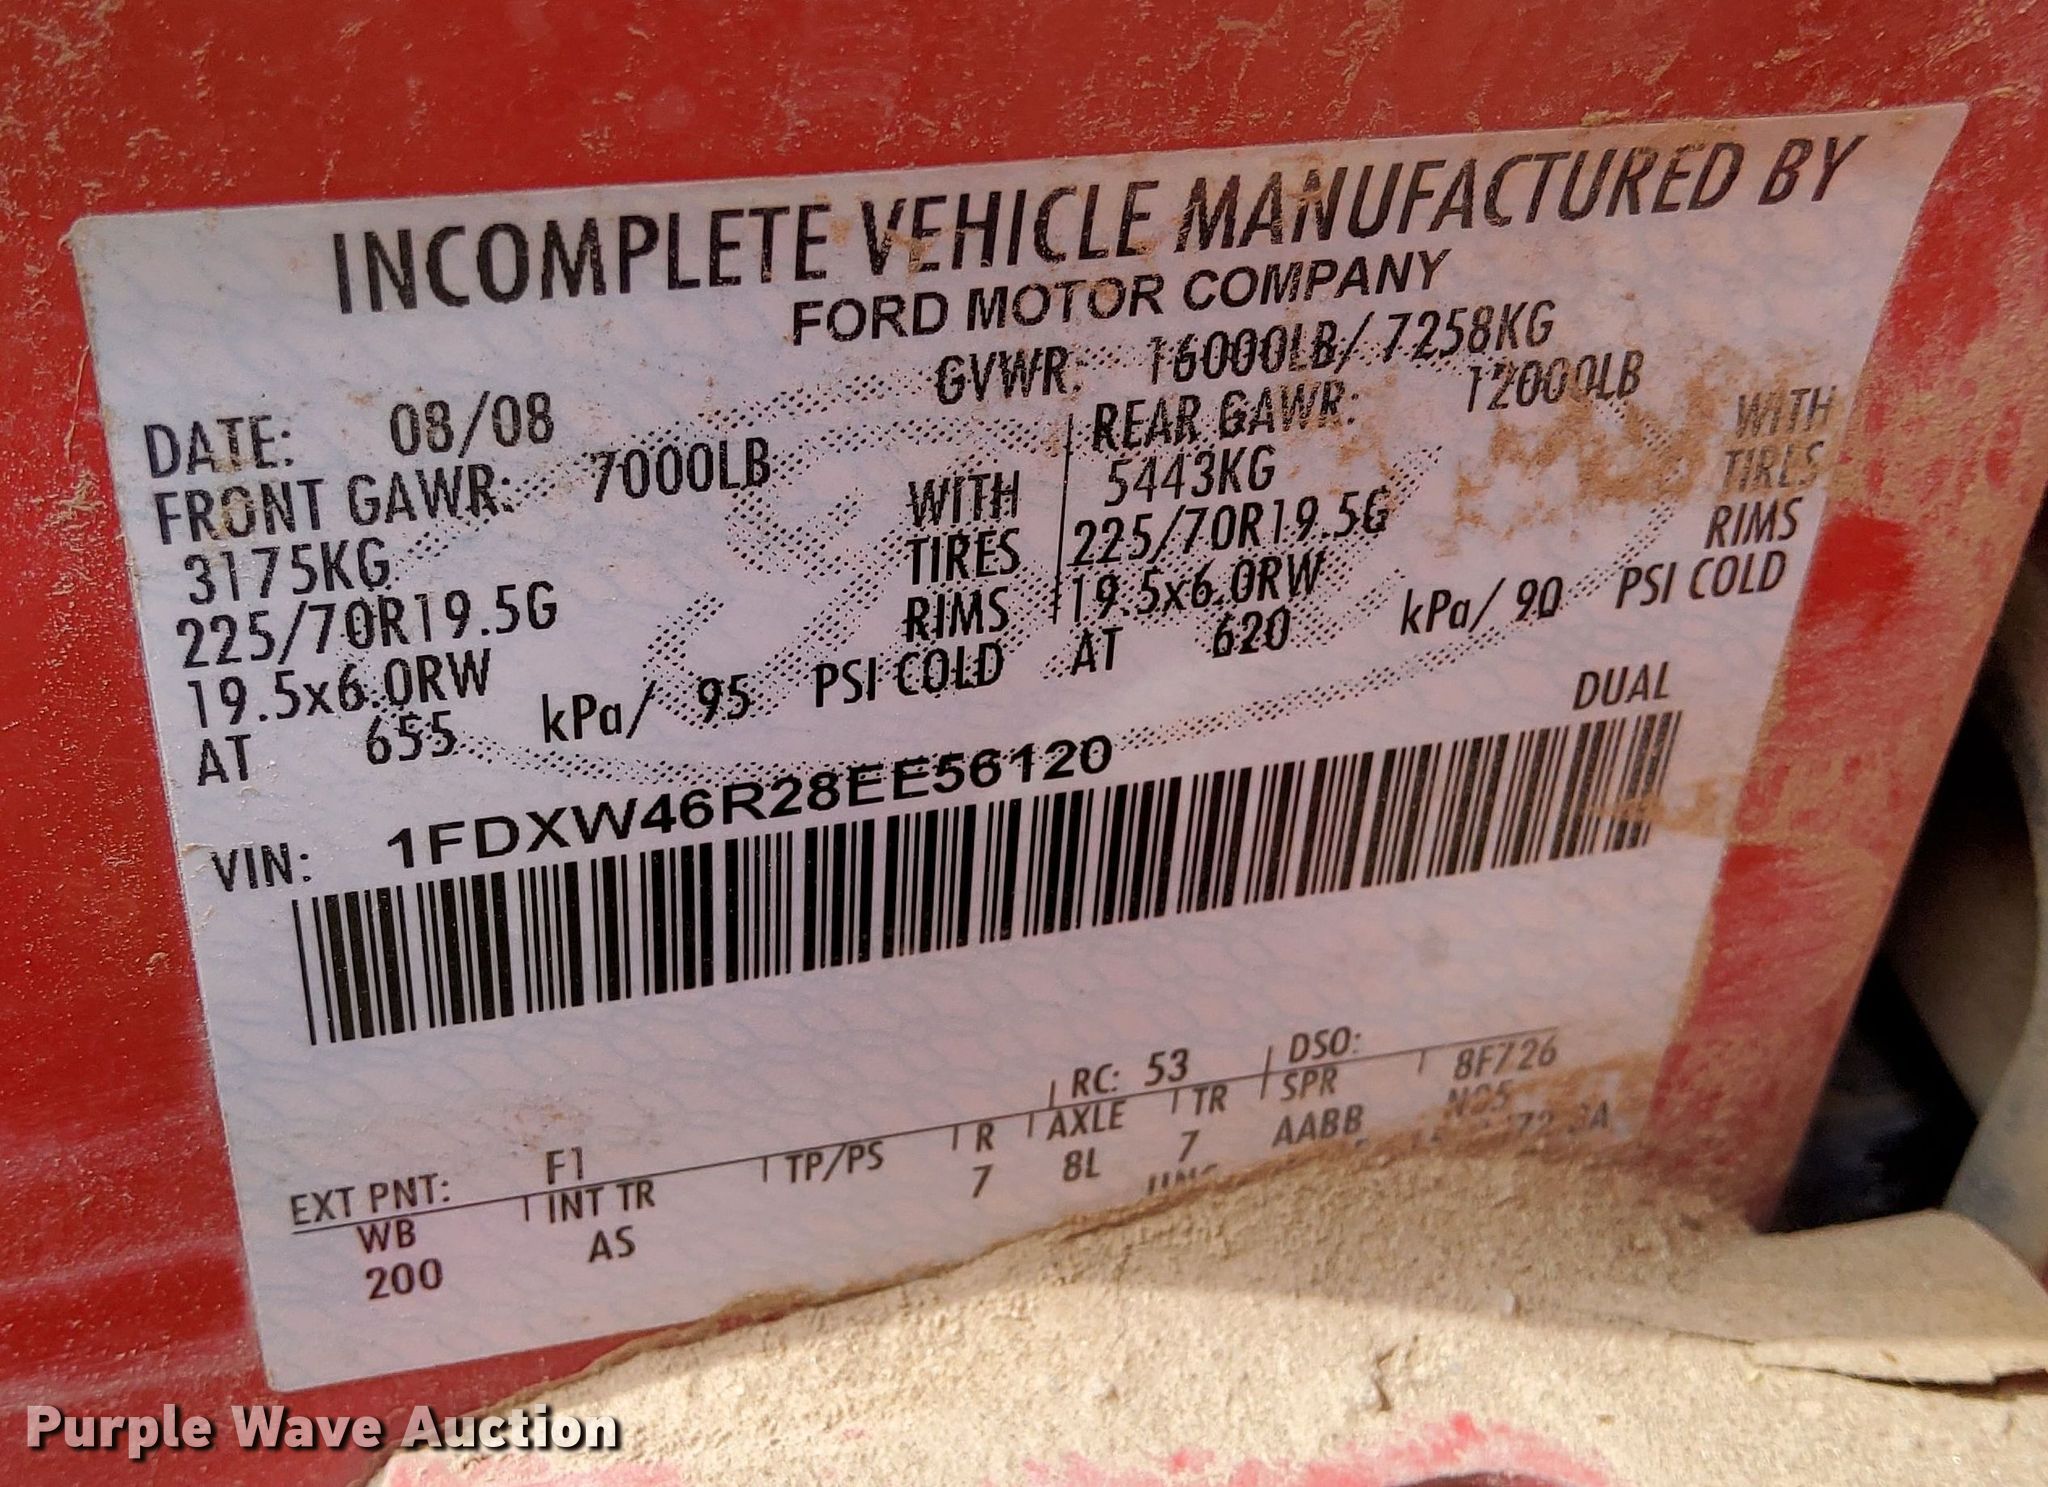 INCOMPLETE VEHICLE MANUFACTURED BY
FORD MOTOR COMPANY
DATE: 08/08 GVWR: 16000LB/ 7258KG
FRONT GAWR: 7000LB REAR GAWR: 12000LB
3175KG WITH 5443KG WITH
225/70R19.5G TIRES 225/70R19.5G TIRES
19.5x6.0RW RIMS 19.5x6.0RW RIMS
AT 655 kPa/ 95 PSI COLD AT 620 kPa/ 90 PSI COLD
VIN: 1FDXW46R28EE56120 DUAL
EXT PNT: F1 RC: 53 DSO: 8F726
WB INT TR TP/PS R AXLE TR SPR
200 AS 7 8L 7 AABB
Purple Wave Auction